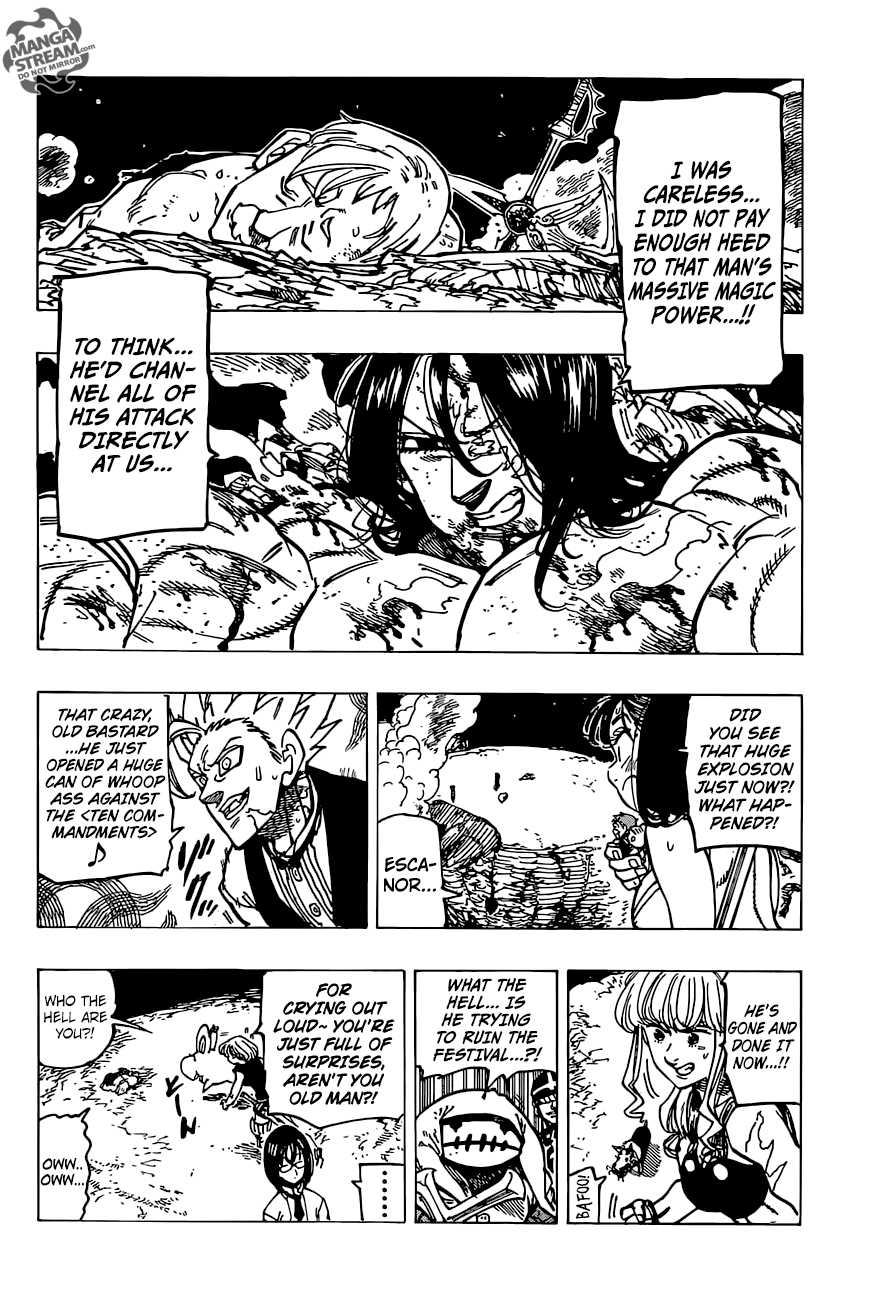 MANGA
STREAM.com
DO NOT MIRROR
I WAS
CARELESS...
I DID NOT PAY
ENOUGH HEED
TO THAT MAN'S
MASSIVE MAGIC
POWER...!!
TO THINK...
HE'D CHAN-
NEL ALL OF
HIS ATTACK
DIRECTLY
AT US...
DID
YOU SEE
THAT HUGE
EXPLOSION
JUST NOW?!
WHAT HAP-
PENED?!
ESCA-
NOR...
THAT CRAZY,
OLD BASTARD
...HE JUST
OPENED A HUGE
CAN OF WHOOP
ASS AGAINST
THE <TEN COM-
MANDMENTS>
♪
HE'S
GONE AND
DONE IT
NOW...!!
BAFOO!
WHAT THE
HELL... IS
HE TRYING
TO RUIN THE
FESTIVAL...?!
FOR
CRYING OUT
LOUD~ YOU'RE
JUST FULL OF
SURPRISES,
AREN'T YOU
OLD MAN?!
......
WHO THE
HELL ARE
YOU?!
OWW..
OWW...